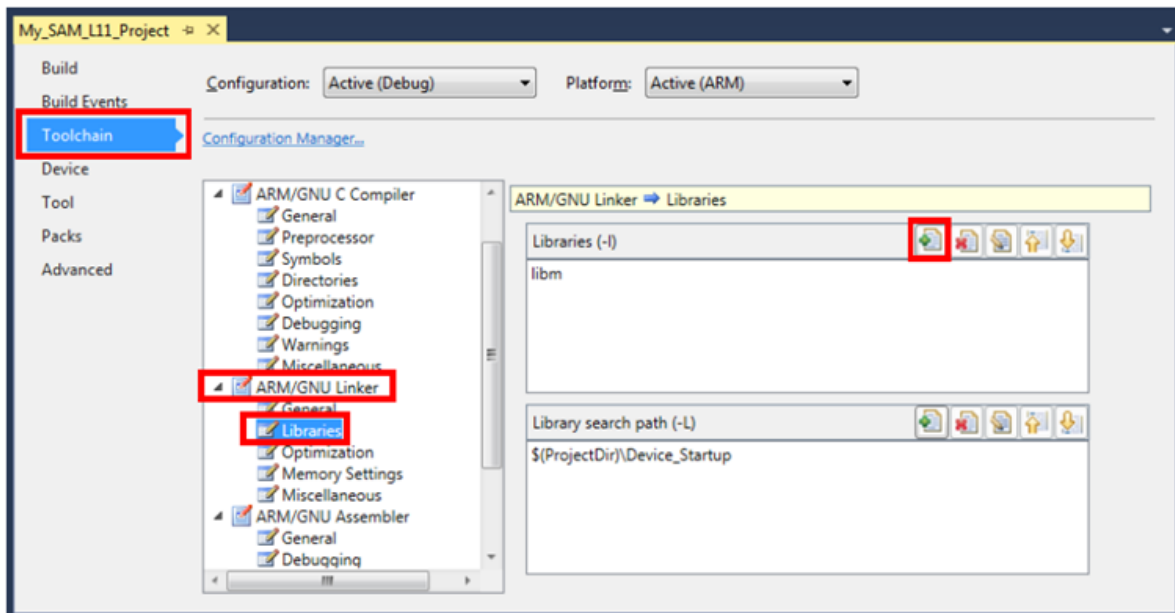 My_SAM_L11_Project
Build
Build Events
Toolchain
Device
Tool
Packs
Advanced
Configuration: Active (Debug) Platform: Active (ARM)
Configuration Manager...
ARM/GNU C Compiler
General
Preprocessor
Symbols
Directories
Optimization
Debugging
Warnings
Miscellaneous
ARM/GNU Linker
General
Libraries
Optimization
Memory Settings
Miscellaneous
ARM/GNU Assembler
General
Debugging
ARM/GNU Linker ➡ Libraries
Libraries (-l)
libm
Library search path (-L)
$(ProjectDir)\Device_Startup